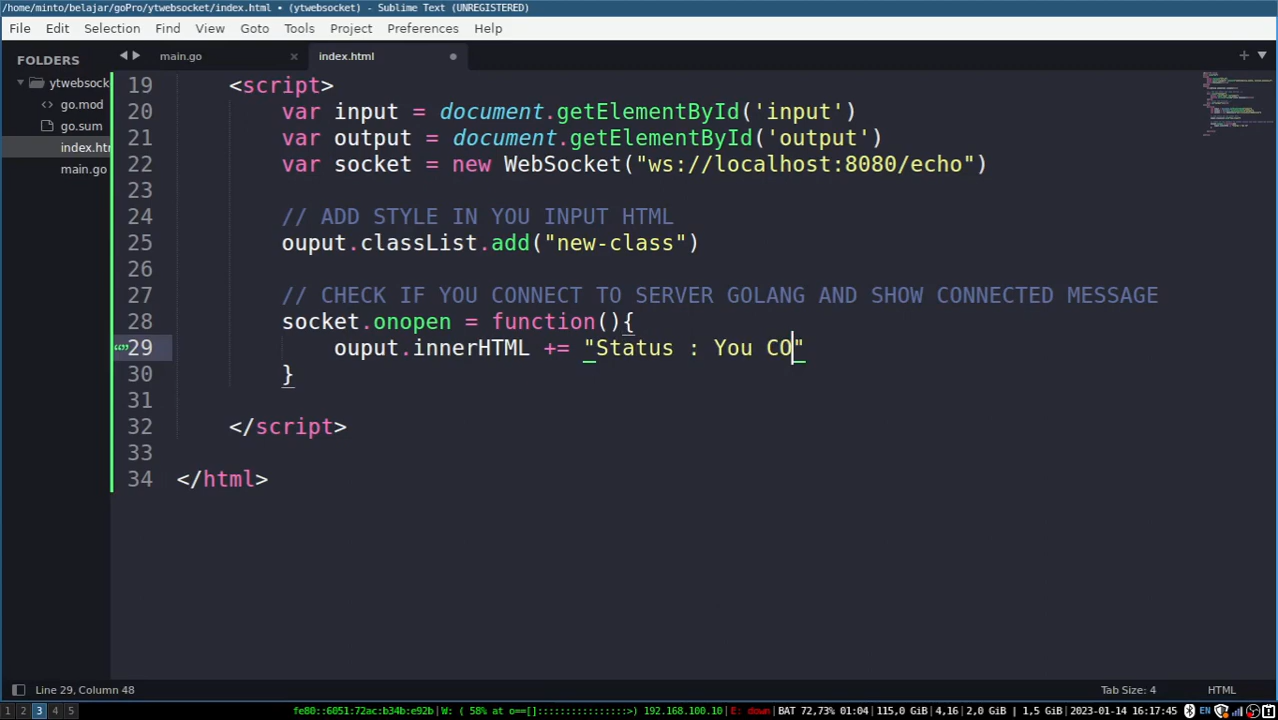 /home/minto/belajar/goPro/ytwebsocket/index.html • (ytwebsocket) - Sublime Text (UNREGISTERED)
File Edit Selection Find View Goto Tools Project Preferences Help
FOLDERS
ytwebsock
go.mod
go.sum
index.htm
main.go
main.go × index.html
19 <script>
20 var input = document.getElementById('input')
21 var output = document.getElementById('output')
22 var socket = new WebSocket("ws://localhost:8080/echo")
23
24 // ADD STYLE IN YOU INPUT HTML
25 ouput.classList.add("new-class")
26
27 // CHECK IF YOU CONNECT TO SERVER GOLANG AND SHOW CONNECTED MESSAGE
28 socket.onopen = function(){
29 ouput.innerHTML += "Status : You CO"
30 }
31
32 </script>
33
34 </html>
Line 29, Column 48
Tab Size: 4
HTML
1 2 3 4 5
fe80::6051:72ac:b34b:e92b| W: ( 58% at o==[]::::::::::::::::>) 192.168.100.10 | E: down| BAT 72,73% 01:04 | 115,0 GiB | 4,16 | 2,0 GiB | 1,5 GiB | 2023-01-14 16:17:45 EN